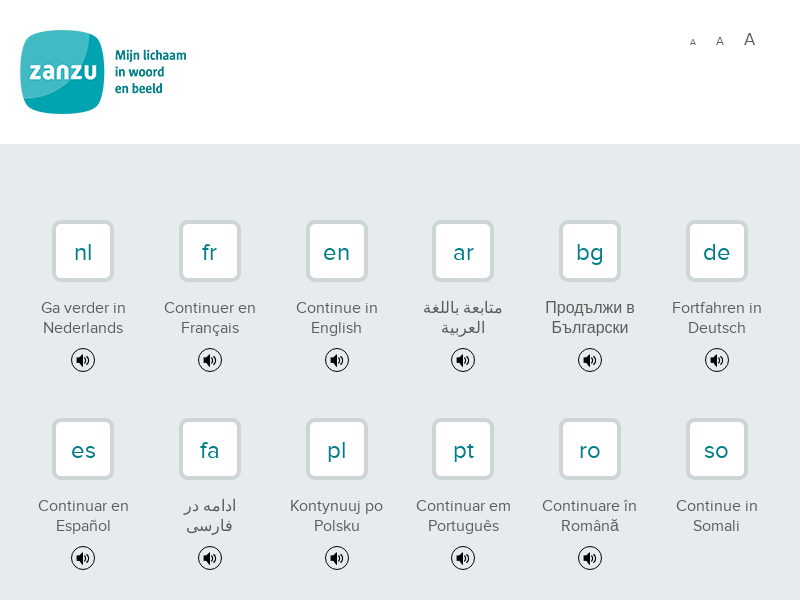 zanzu
Mijn lichaam
in woord
en beeld
A A A
nl fr en ar bg de
Ga verder in
Nederlands
Continuer en
Français
Continue in
English
متابعة باللغة
العربية
Продължи в
Български
Fortfahren in
Deutsch
es fa pl pt ro so
Continuar en
Español
ادامه در
فارسی
Kontynuuj po
Polsku
Continuar em
Português
Continuare în
Română
Continue in
Somali